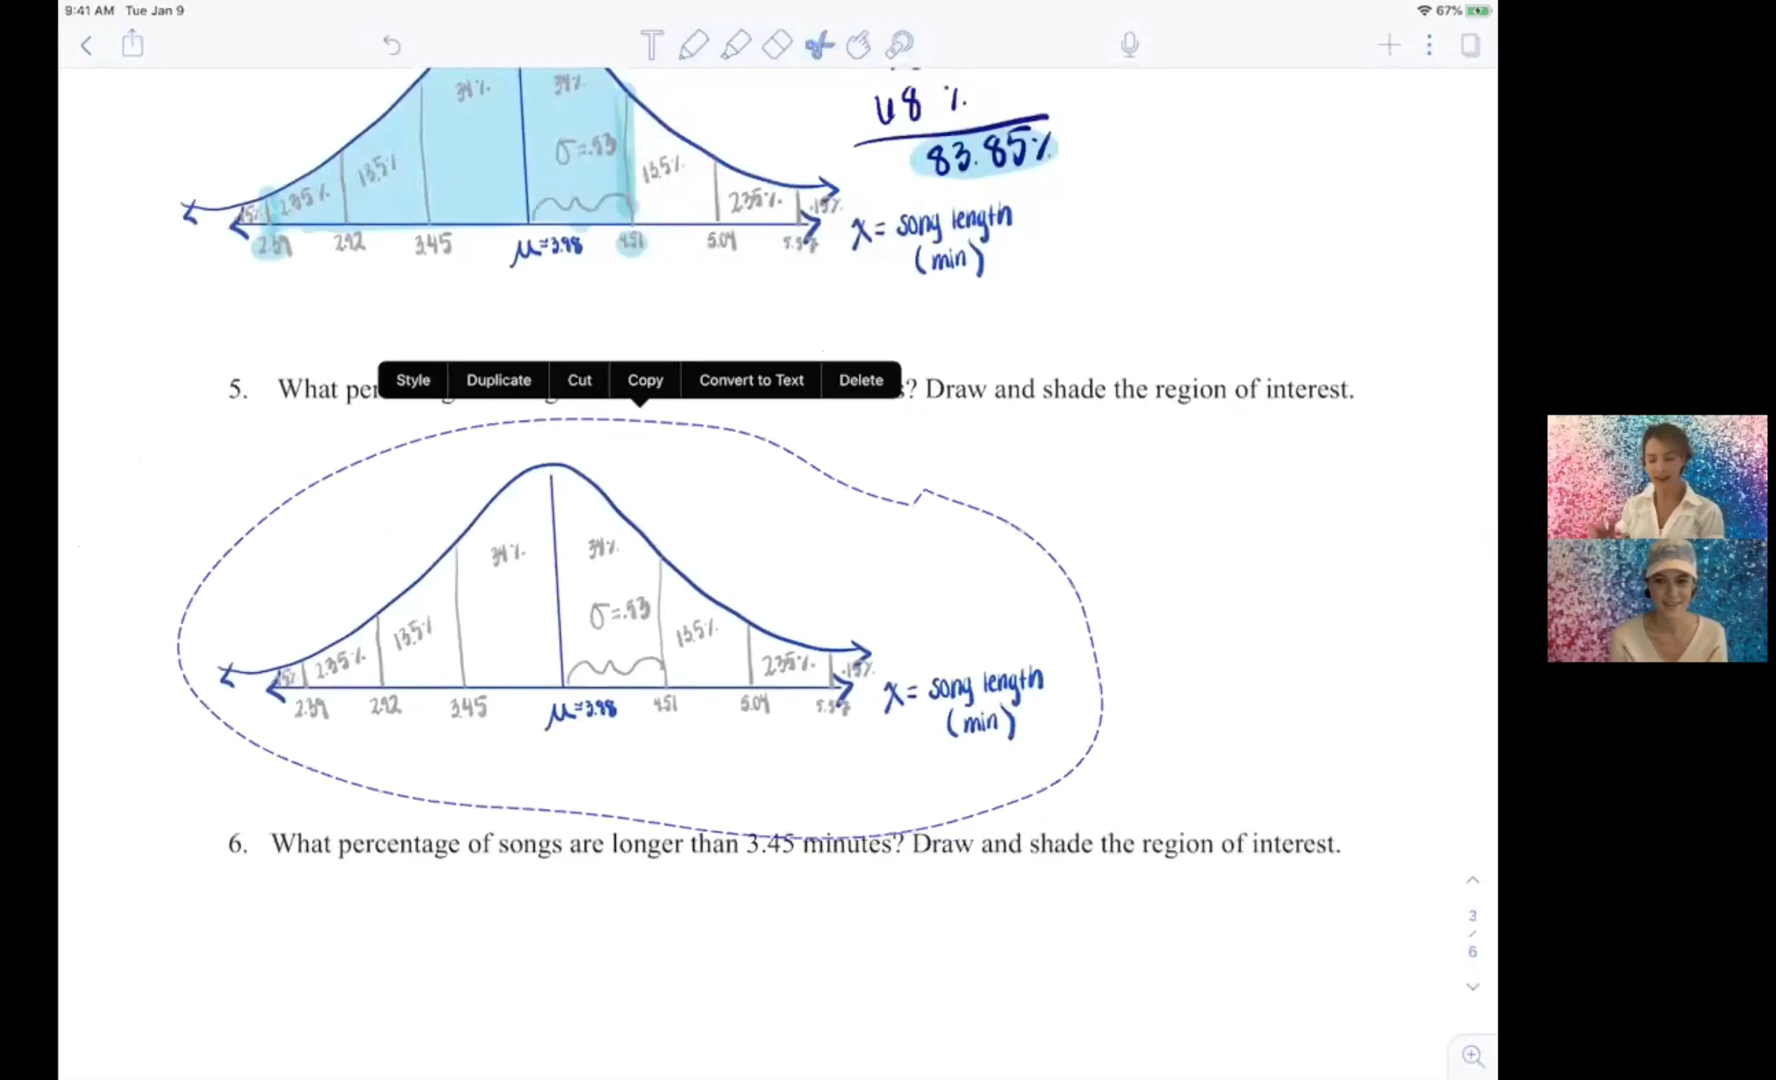 9:41 AM Tue Jan 9
67%
34%. 34%.
68 %.
83.85%
σ=.53
13.5%
13.5%.
2.35%
2.35%.
.15%.
2.39 2.92 3.45 μ=3.98 4.51 5.04
x= song length
(min)
Style Duplicate Cut Copy Convert to Text Delete
5. What per ? Draw and shade the region of interest.
34%. 34%.
σ=.53
13.5% 13.5%.
2.35% 2.35%. .15%.
2.39 2.92 3.45 μ=3.98 4.51 5.04
x= song length
(min)
6. What percentage of songs are longer than 3.45 minutes? Draw and shade the region of interest.
3
/
6